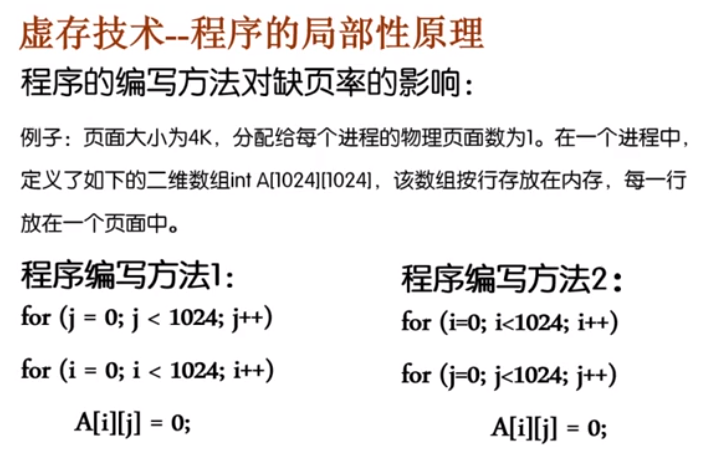 虚存技术--程序的局部性原理
程序的编写方法对缺页率的影响：
例子：页面大小为4K，分配给每个进程的物理页面数为1。在一个进程中，
定义了如下的二维数组int A[1024][1024]，该数组按行存放在内存，每一行
放在一个页面中。
程序编写方法1：
for (j = 0; j < 1024; j++)
for (i = 0; i < 1024; i++)
A[i][j] = 0;
程序编写方法2：
for (i=0; i<1024; i++)
for (j=0; j<1024; j++)
A[i][j] = 0;